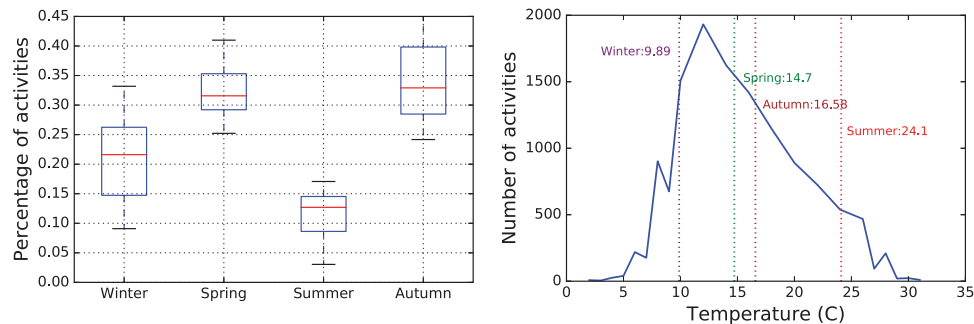 Percentage of activities
0.45
0.40
0.35
0.30
0.25
0.20
0.15
0.10
0.05
0.00
Winter Spring Summer Autumn
Number of activities
2000
1500
1000
500
0
Winter:9.89
Spring:14.7
Autumn:16.58
Summer:24.1
0 5 10 15 20 25 30 35
Temperature (C)